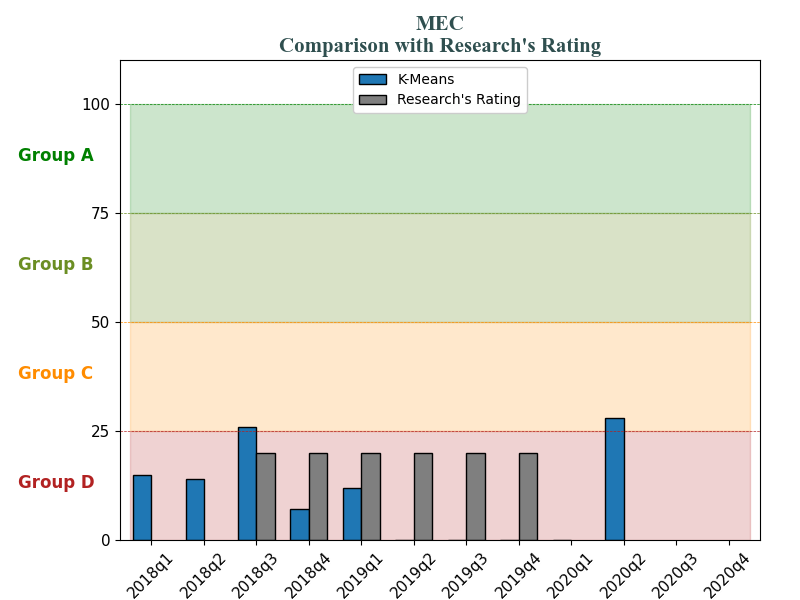 MEC
Comparison with Research's Rating
K-Means
Research's Rating
100
Group A
75
Group B
50
Group C
25
Group D
0
2018q1 2018q2 2018q3 2018q4 2019q1 2019q2 2019q3 2019q4 2020q1 2020q2 2020q3 2020q4